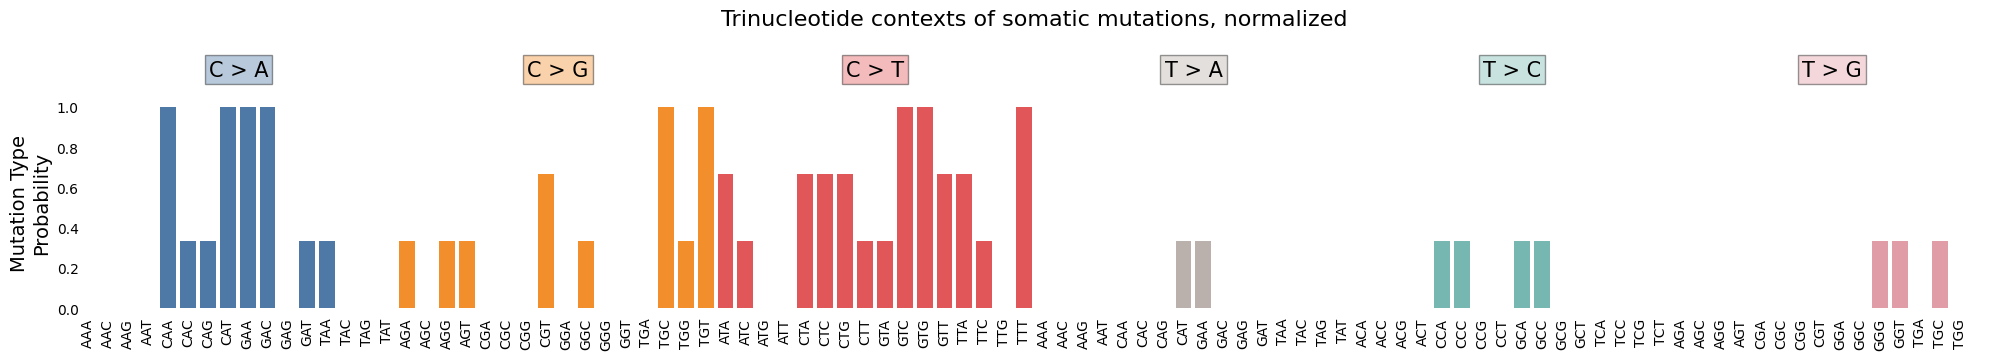 Trinucleotide contexts of somatic mutations, normalized
C > A
C > G
C > T
T > A
T > C
T > G
Mutation Type
Probability
1.0
0.8
0.6
0.4
0.2
0.0
AAA AAC AAG AAT CAA CAC CAG CAT GAA GAC GAG GAT TAA TAC TAG TAT AGA AGC AGG AGT CGA CGC CGG CGT GGA GGC GGG GGT TGA TGC TGG TGT ATA ATC ATG ATT CTA CTC CTG CTT GTA GTC GTG GTT TTA TTC TTG TTT AAA AAC AAG AAT CAA CAC CAG CAT GAA GAC GAG GAT TAA TAC TAG TAT ACA ACC ACG ACT CCA CCC CCG CCT GCA GCC GCG GCT TCA TCC TCG TCT AGA AGC AGG AGT CGA CGC CGG CGT GGA GGC GGG GGT TGA TGC TGG